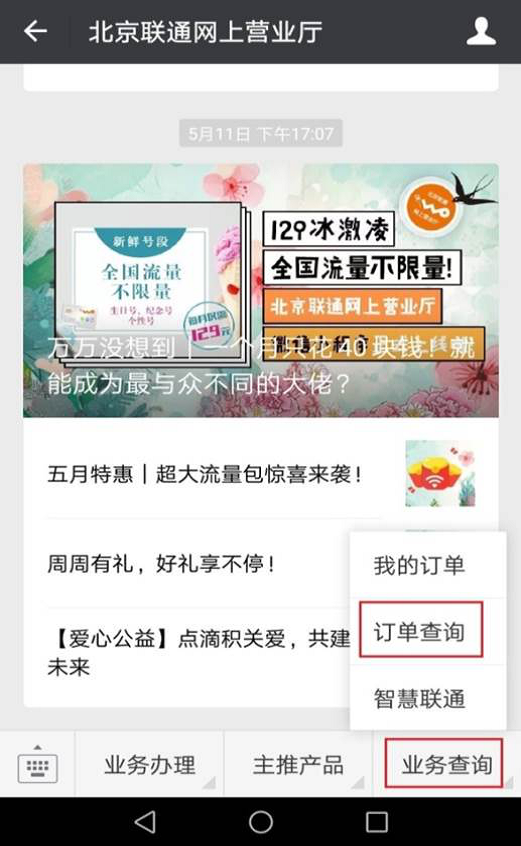 北京联通网上营业厅
5月11日 下午17:07
新鲜号段
全国流量
不限量
生日号、纪念号
个性号
每月仅需
129元
129冰激凌
全国流量不限量!
北京联通网上营业厅
万万没想到｜一个月只花40块钱！就
能成为最与众不同的大佬？
五月特惠｜超大流量包惊喜来袭！
周周有礼，好礼享不停！
【爱心公益】点滴积关爱，共建
未来
我的订单
订单查询
智慧联通
业务办理
主推产品
业务查询